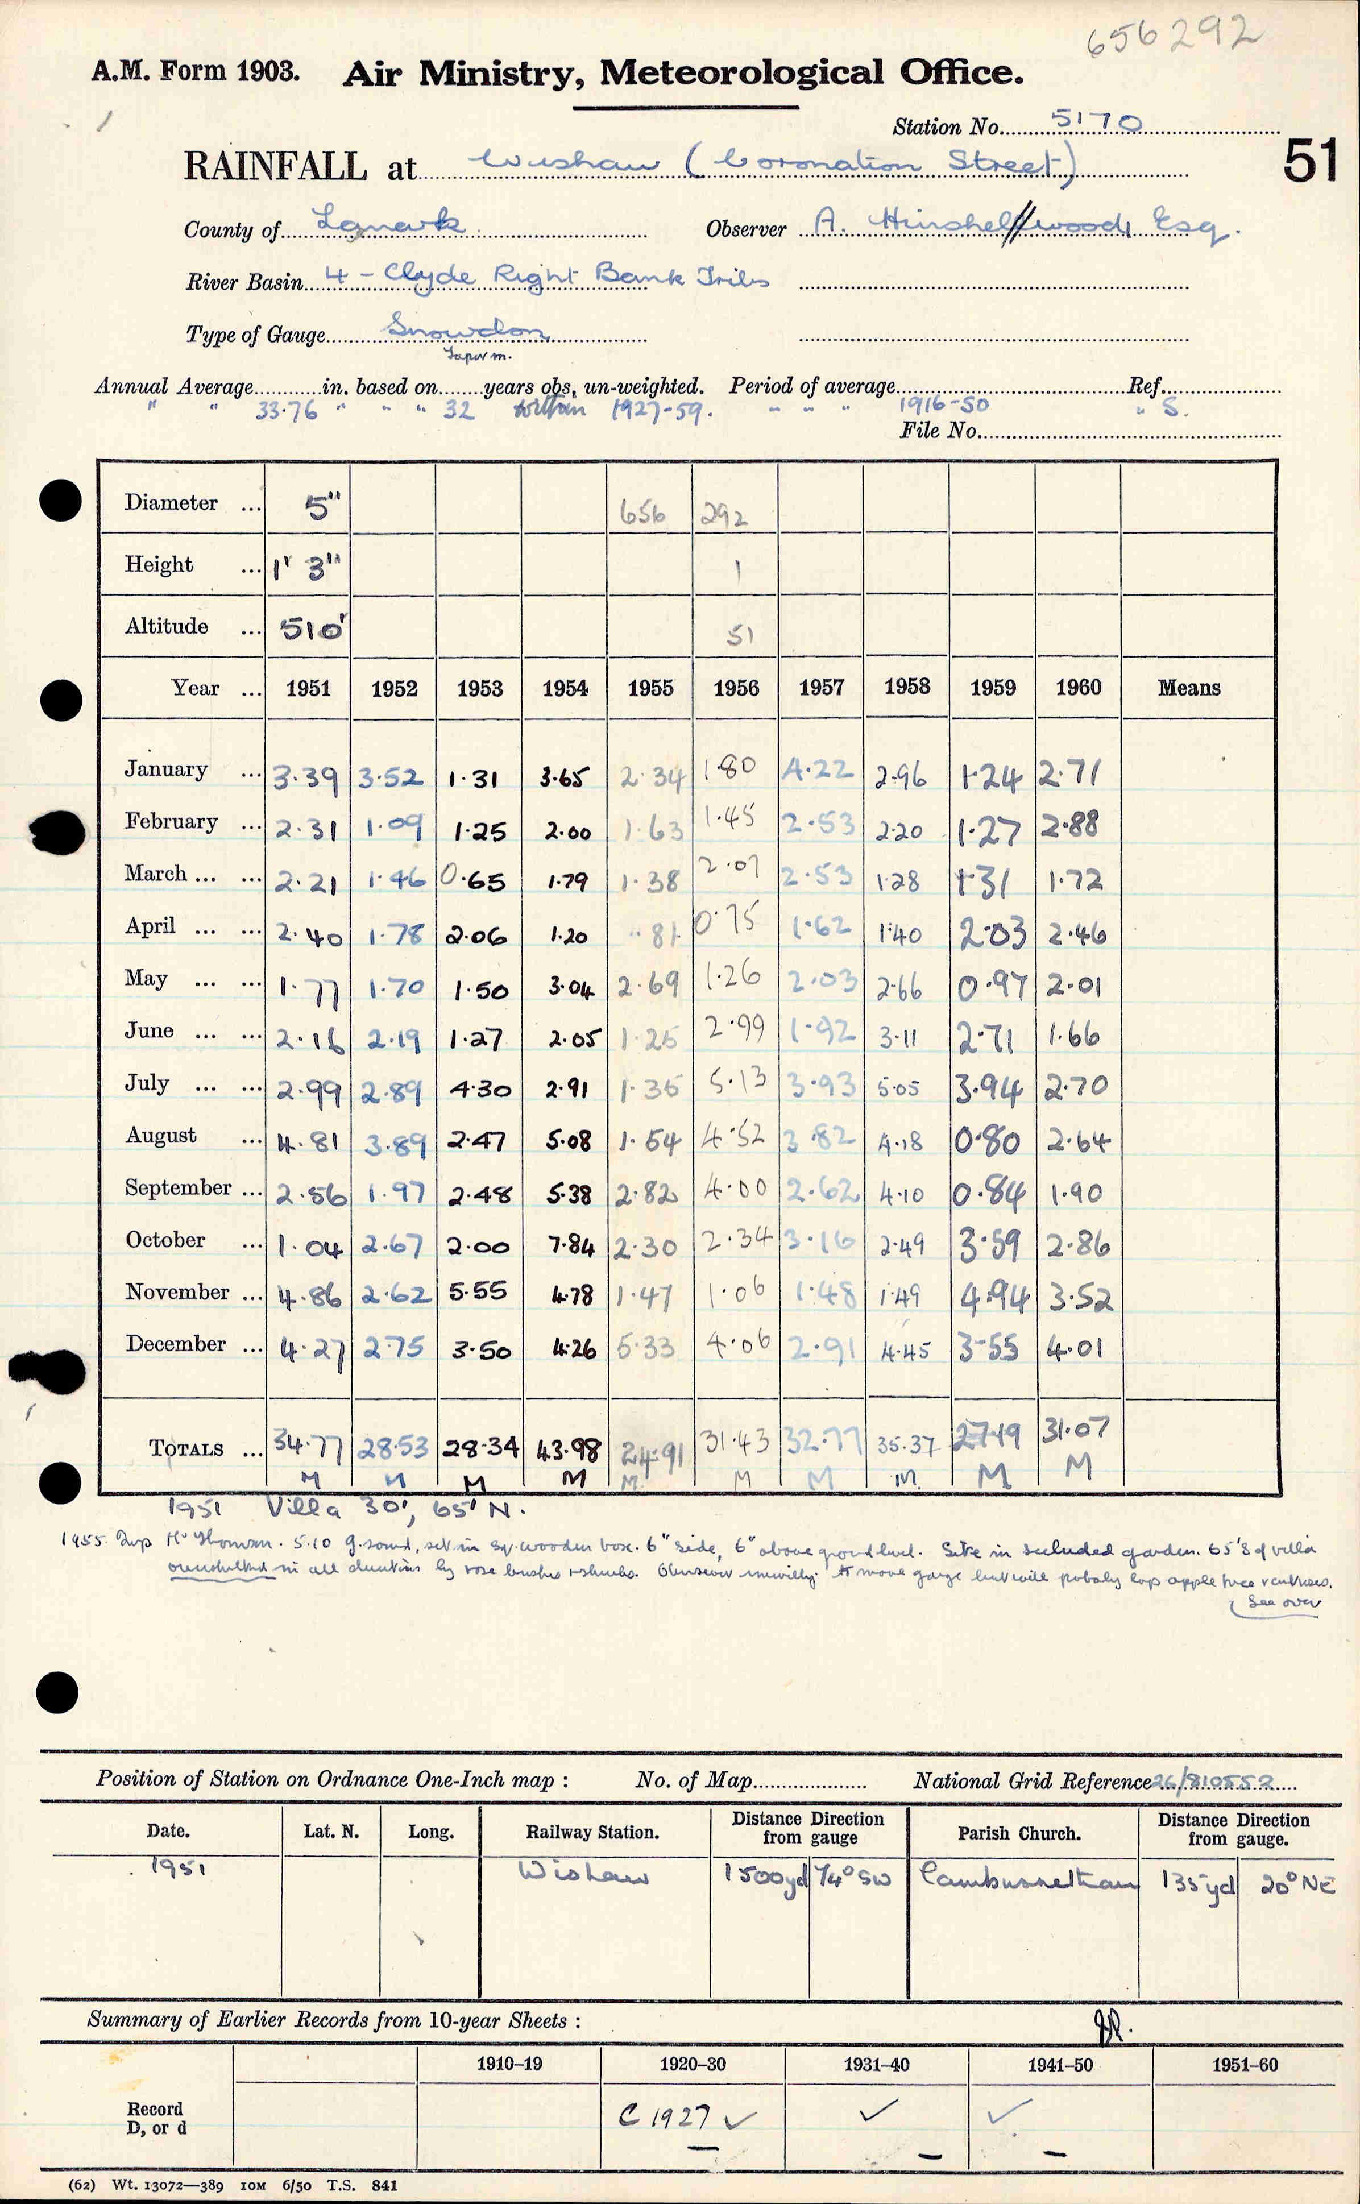 656292
A.M. Form 1903. Air Ministry, Meteorological Office.
Station No. 5170
51
RAINFALL at Wishaw (Coronation Street)
County of Lanark Observer A. Hinshelwood, Esq.
River Basin 4 - Clyde Right Bank Tribs
Type of Gauge Snowdon
Annual Average in. based on years obs, un-weighted. Period of average Ref.
" " 33.76 " " " 32 within 1927-59. " " " 1916-50 " S.
File No.
Diameter ... 5" 656 292
Height ... 1' 3" 1
Altitude ... 510' 51
Year ... 1951 1952 1953 1954 1955 1956 1957 1958 1959 1960 Means
January ... 3.39 3.52 1.31 3.65 2.34 1.80 4.22 2.96 1.24 2.71
February ... 2.31 1.09 1.25 2.00 1.63 1.45 2.53 2.20 1.27 2.88
March ... ... 2.21 1.46 0.65 1.79 1.38 2.07 2.53 1.28 1.31 1.72
April ... ... 2.40 1.78 2.06 1.20 .81 0.75 1.62 1.40 2.03 2.46
May ... ... 1.77 1.70 1.50 3.04 2.69 1.26 2.03 2.66 0.97 2.01
June ... ... 2.16 2.19 1.27 2.05 1.25 2.99 1.92 3.11 2.71 1.66
July ... ... 2.99 2.89 4.30 2.91 1.35 5.13 3.93 5.05 3.94 2.70
August ... 4.81 3.89 2.47 5.08 1.54 4.52 3.82 4.18 0.80 2.64
September ... 2.56 1.97 2.48 5.38 2.82 4.00 2.62 4.10 0.84 1.90
October ... 1.04 2.67 2.00 7.84 2.30 2.34 3.16 2.49 3.59 2.86
November ... 4.86 2.62 5.55 4.78 1.47 1.06 1.48 1.49 4.94 3.52
December ... 4.27 2.75 3.50 4.26 5.33 4.06 2.91 4.45 3.55 4.01
TOTALS ... 34.77 28.53 28.34 43.98 24.91 31.43 32.77 35.37 27.19 31.07
M M M M M M M M M M
1951 Villa 30', 65' N.
1955 Insp Mr Thomson. 5.10 g. sound, set in sq. wooden box. 6" side, 6" above ground level. Site in secluded garden. 65' S of villa
oversheltered in all directions by rose bushes & shrubs. Observer unwilling to move gauge but will probably lop apple tree
See over
Position of Station on Ordnance One-Inch map : No. of Map National Grid Reference 26/810552
Date. Lat. N. Long. Railway Station. Distance Direction from gauge Parish Church. Distance Direction from gauge.
1951 Wishaw 1500yd 74° SW Cambusnethan 135yd 20° NE
Summary of Earlier Records from 10-year Sheets :
1910–19 1920–30 1931–40 1941–50 1951–60
Record D, or d C 1927 ✓ ✓ ✓
(62) Wt. 13072—389 10M 6/50 T.S. 841